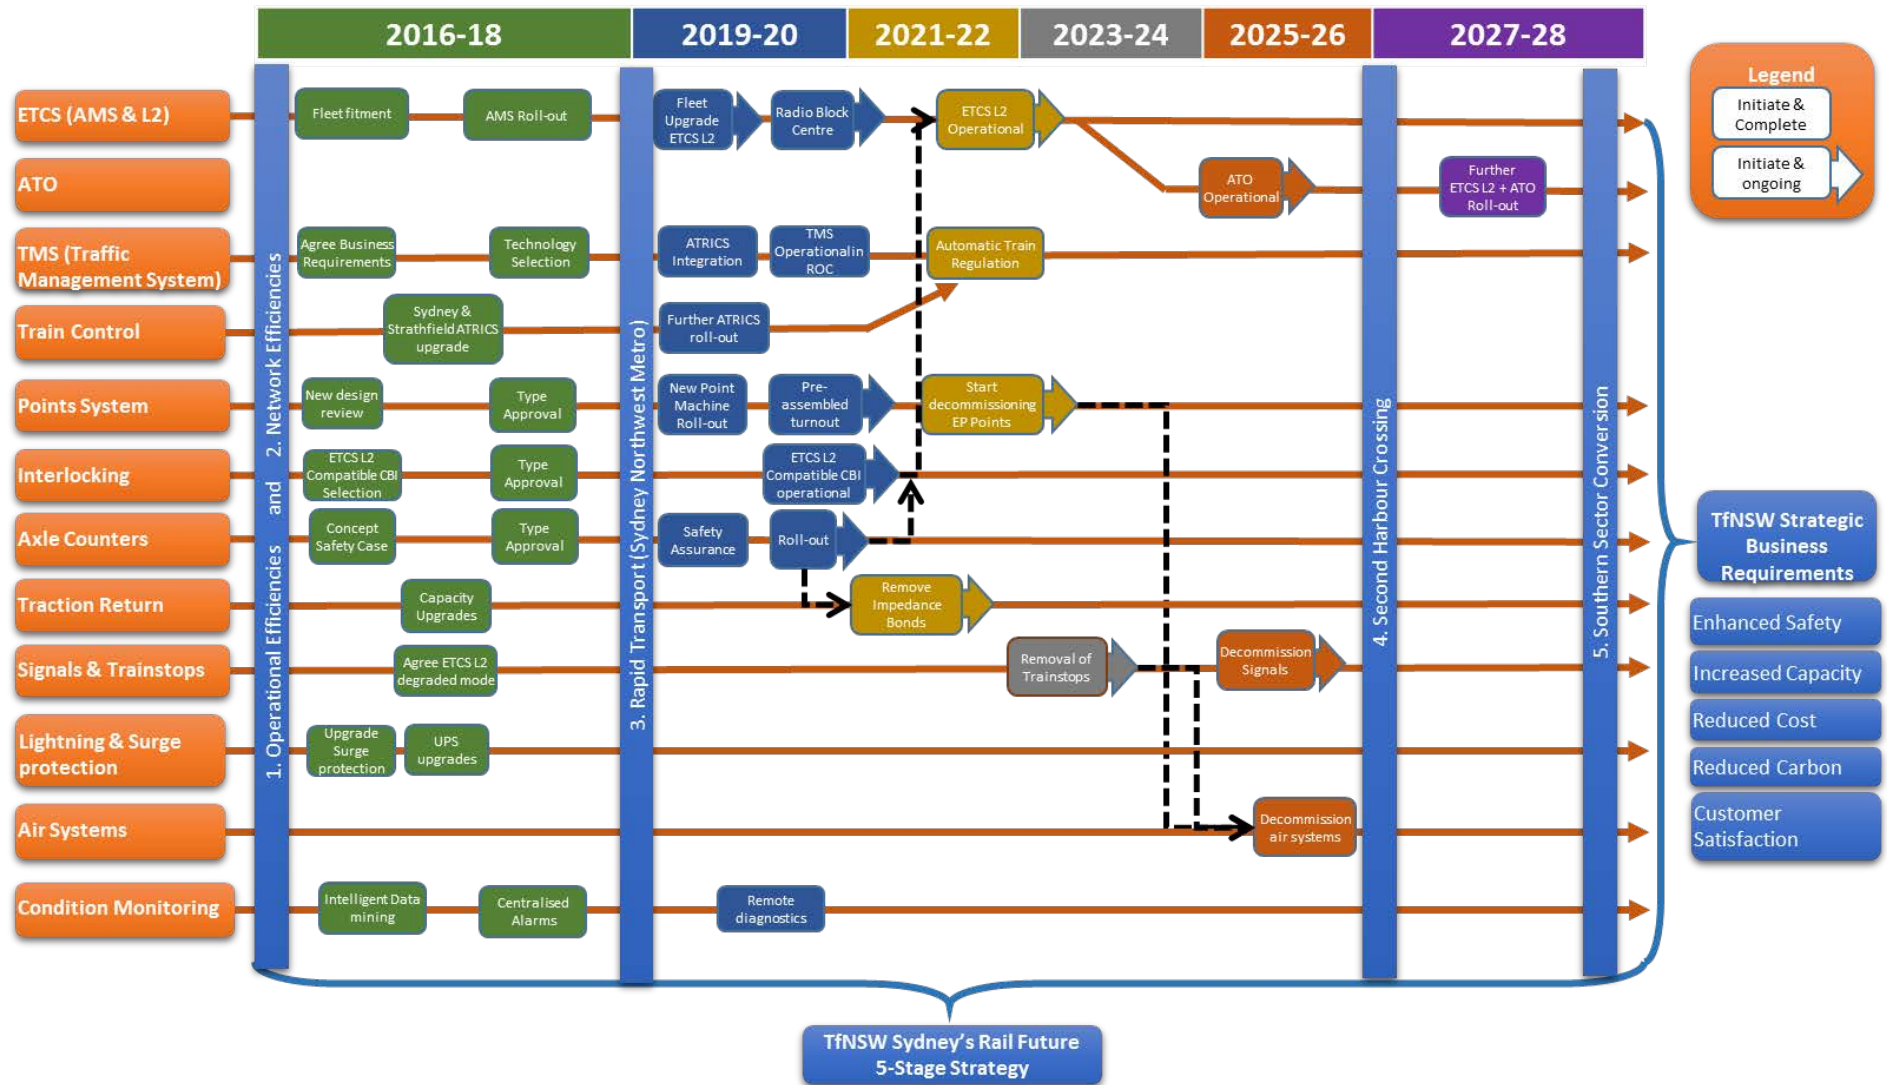 2016-18
2019-20
2021-22
2023-24
2025-26
2027-28
Legend
Initiate &
Complete
Initiate &
ongoing
ETCS (AMS & L2)
Fleet fitment
AMS Roll-out
Fleet
Upgrade
ETCS L2
Radio Block
Centre
ETCS L2
Operational
ATO
ATO
Operational
Further
ETCS L2 + ATO
Roll-out
TMS (Traffic
Management System)
Agree Business
Requirements
Technology
Selection
ATRICS
Integration
TMS
Operationalin
ROC
Automatic Train
Regulation
Train Control
Sydney &
Strathfield ATRICS
upgrade
Further ATRICS
roll-out
Points System
New design
review
Type
Approval
New Point
Machine
Roll-out
Pre-
assembled
turnout
Start
decommissioning
EP Points
Interlocking
ETCS L2
Compatible CBI
Selection
Type
Approval
ETCS L2
Compatible CBI
operational
Axle Counters
Concept
Safety Case
Type
Approval
Safety
Assurance
Roll-out
Traction Return
Capacity
Upgrades
Remove
Impedance
Bonds
Signals & Trainstops
Agree ETCS L2
degraded mode
Removal of
Trainstops
Decommission
Signals
Lightning & Surge
protection
Upgrade
Surge
protection
UPS
upgrades
Air Systems
Decommission
air systems
Condition Monitoring
Intelligent Data
mining
Centralised
Alarms
Remote
diagnostics
1. Operational Efficiencies and 2. Network Efficiencies
3. Rapid Transport (Sydney Northwest Metro)
4. Second Harbour Crossing
5. Southern Sector Conversion
TfNSW Strategic
Business
Requirements
Enhanced Safety
Increased Capacity
Reduced Cost
Reduced Carbon
Customer
Satisfaction
TfNSW Sydney's Rail Future
5-Stage Strategy